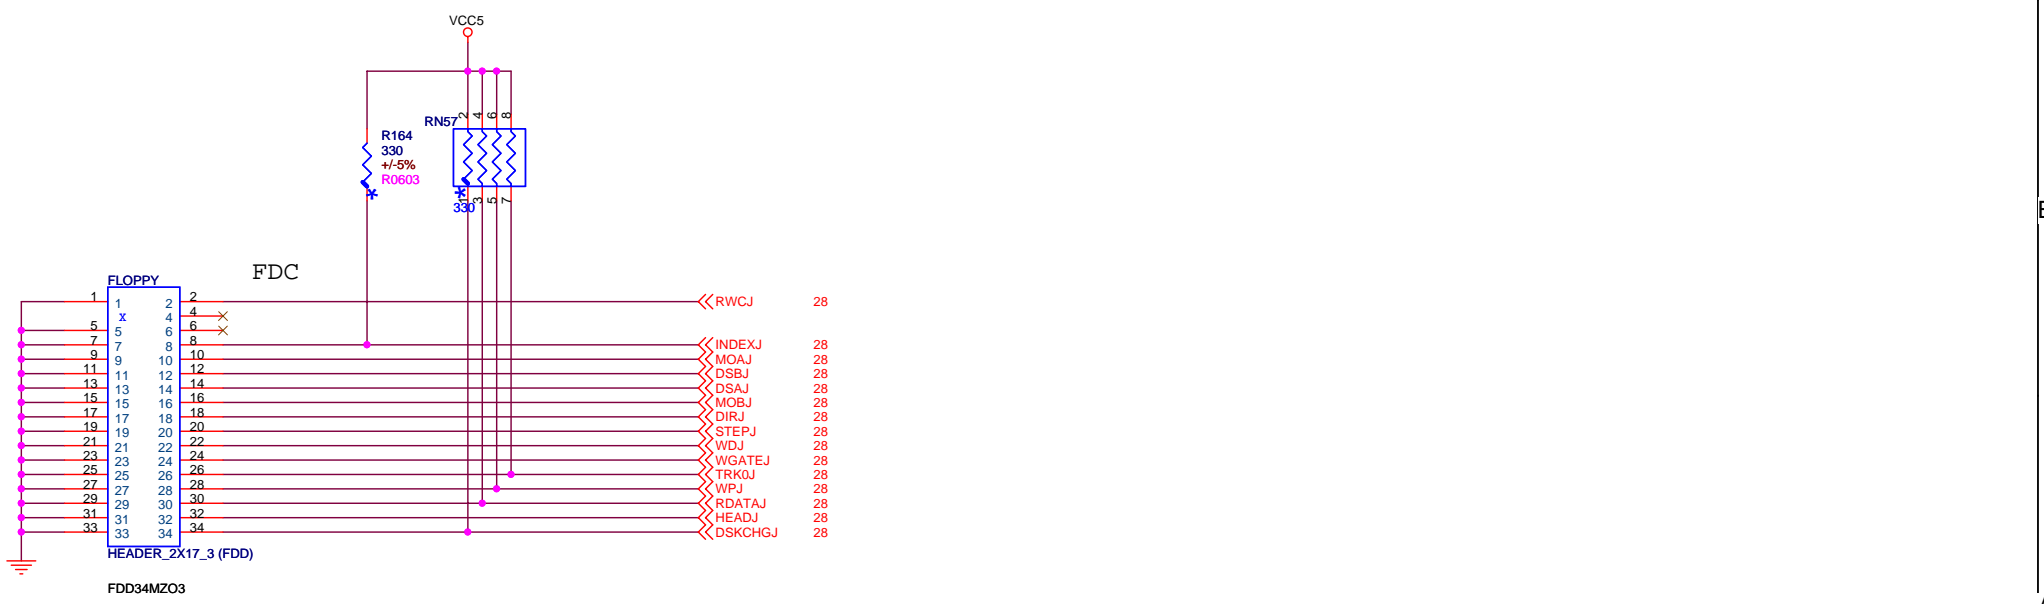 VCC5
RN57
2 4 6 8
R164
330
+/-5%
R0603
*
*
330
1 3 5 7
FDC
FLOPPY
1 1 2 2 RWCJ 28
X 4 4
5 5 6 6
7 7 8 8 INDEXJ 28
9 9 10 10 MOAJ 28
11 11 12 12 DSBJ 28
13 13 14 14 DSAJ 28
15 15 16 16 MOBJ 28
17 17 18 18 DIRJ 28
19 19 20 20 STEPJ 28
21 21 22 22 WDJ 28
23 23 24 24 WGATEJ 28
25 25 26 26 TRK0J 28
27 27 28 28 WPJ 28
29 29 30 30 RDATAJ 28
31 31 32 32 HEADJ 28
33 33 34 34 DSKCHGJ 28
HEADER_2X17_3 (FDD)
FDD34MZO3